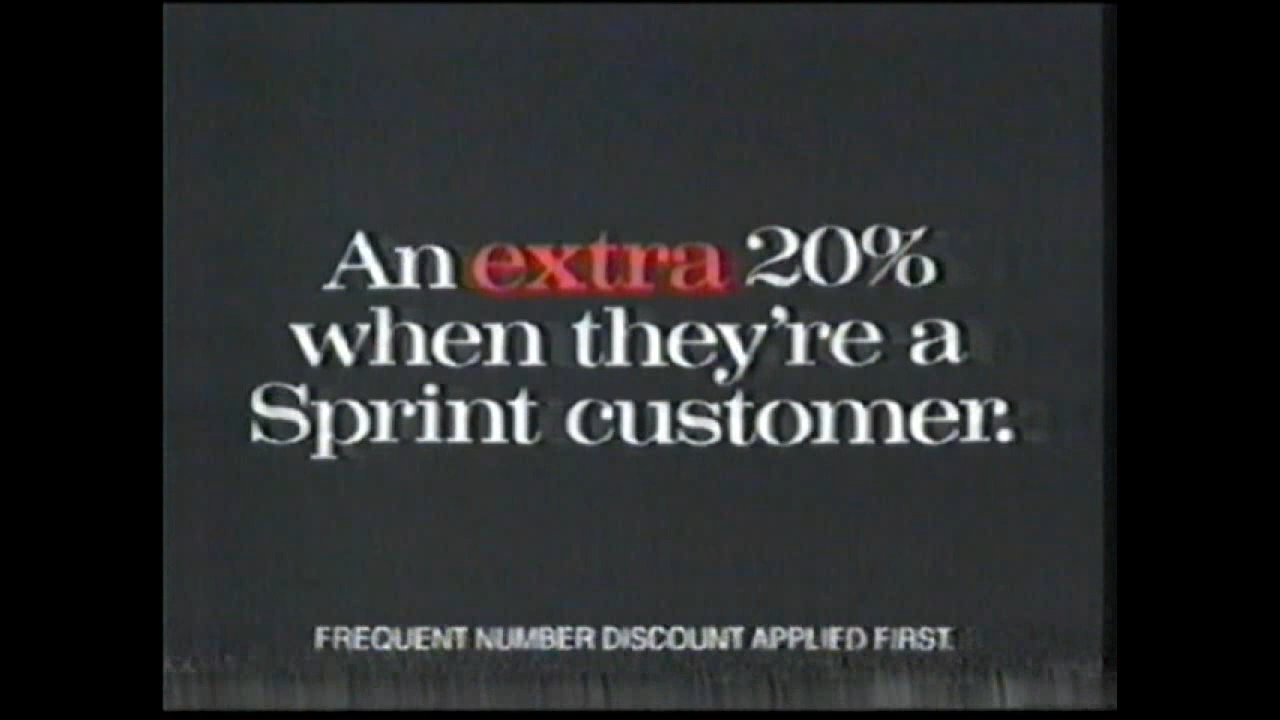 An extra 20%
when they're a
Sprint customer.
FREQUENT NUMBER DISCOUNT APPLIED FIRST.